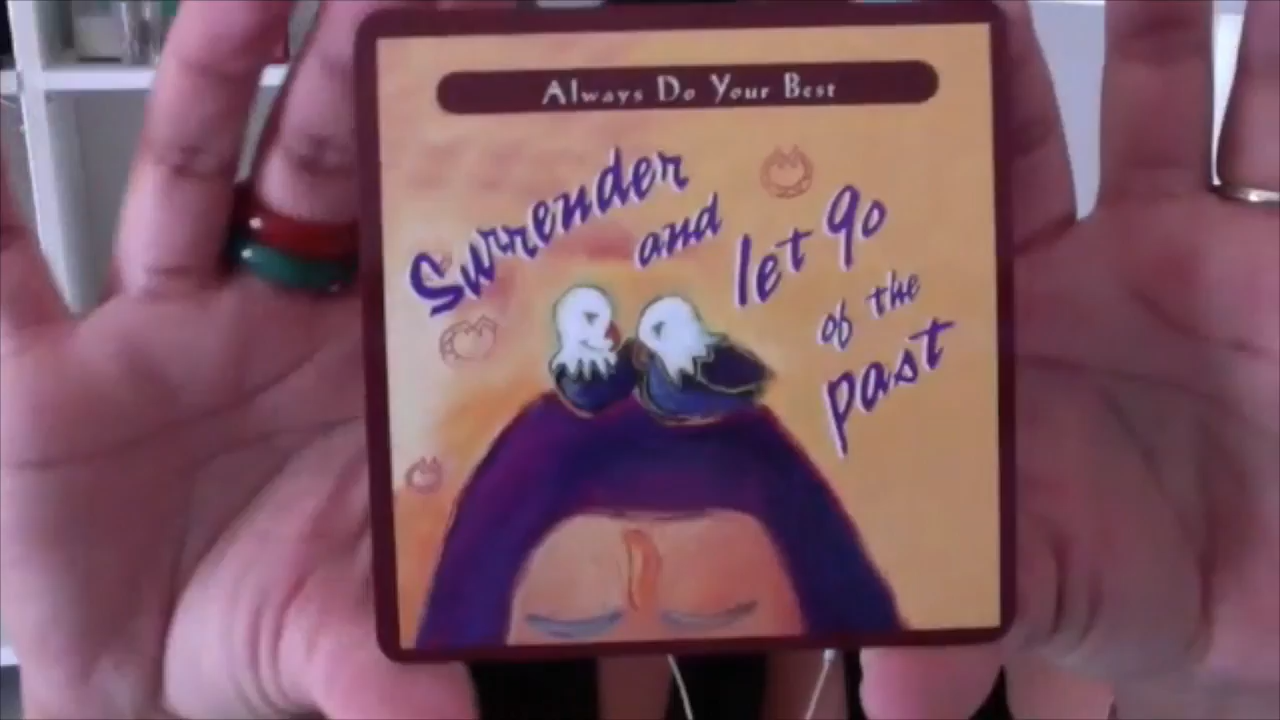 Always Do Your Best
Surrender
and
let go
of the
past